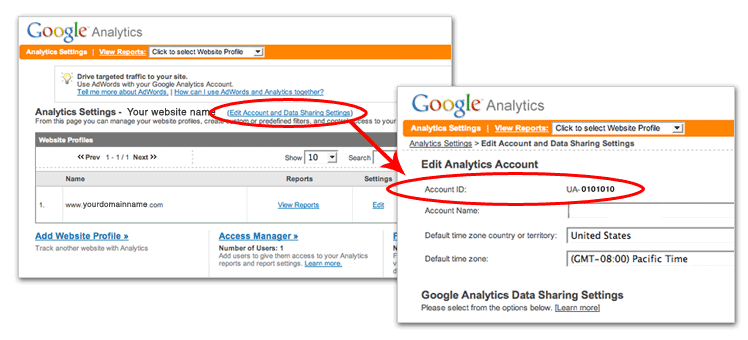 Google Analytics
Analytics Settings | View Reports: Click to select Website Profile
Drive targeted traffic to your site.
Use AdWords with your Google Analytics Account.
Tell me more about AdWords. | How can I use AdWords and Analytics together?
Analytics Settings - Your website name (Edit Account and Data Sharing Settings)
From this page you can manage your website profiles, create custom or predefined filters, and control access to your
Website Profiles
Prev 1 - 1 / 1 Next Show 10 Search
Name Reports Settings
1. www.yourdomainname.com View Reports Edit
Add Website Profile »
Track another website with Analytics
Access Manager »
Number of Users: 1
Add users to give them access to your Analytics
reports and report settings. Learn more.
Google Analytics
Analytics Settings | View Reports: Click to select Website Profile
Analytics Settings > Edit Account and Data Sharing Settings
Edit Analytics Account
Account ID: UA-0101010
Account Name:
Default time zone country or territory: United States
Default time zone: (GMT-08:00) Pacific Time
Google Analytics Data Sharing Settings
Please select from the options below. [Learn more]